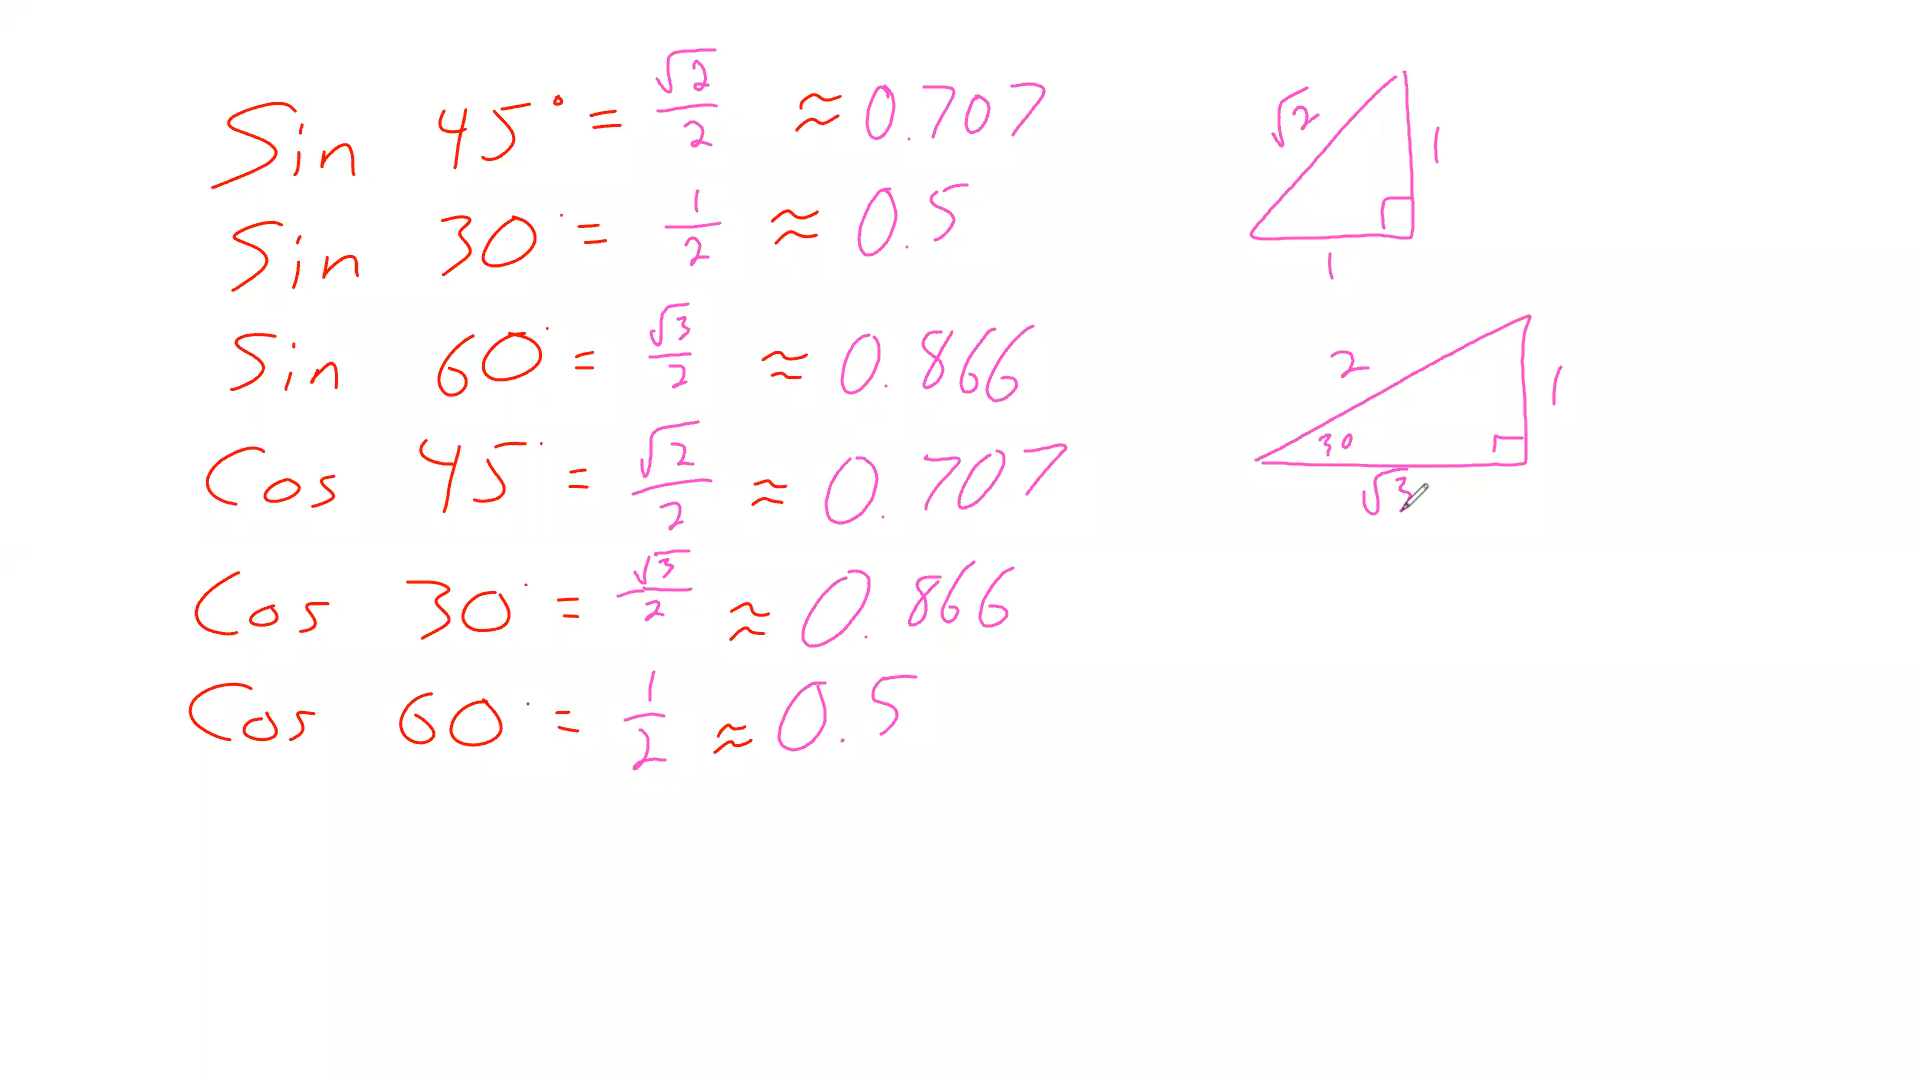 Sin 45° = √2/2 ≈ 0.707
Sin 30° = 1/2 ≈ 0.5
Sin 60° = √3/2 ≈ 0.866
Cos 45° = √2/2 ≈ 0.707
Cos 30° = √3/2 ≈ 0.866
Cos 60° = 1/2 ≈ 0.5
√2
1
1
2
1
30
√3